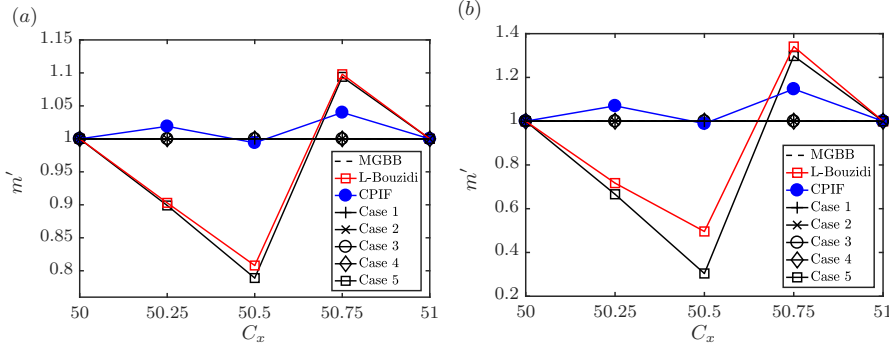 (a)
1.15
1.1
1.05
1
0.95
0.9
0.85
0.8
m′
50
50.25
50.5
50.75
51
C_x
MGBB
L-Bouzidi
CPIF
Case 1
Case 2
Case 3
Case 4
Case 5
(b)
1.4
1.2
1
0.8
0.6
0.4
0.2
m′
50
50.25
50.5
50.75
51
C_x
MGBB
L-Bouzidi
CPIF
Case 1
Case 2
Case 3
Case 4
Case 5